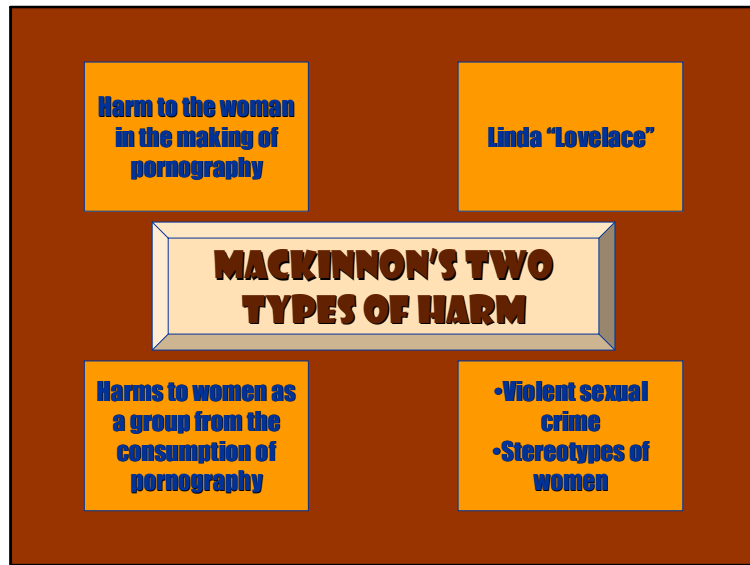 Harm to the woman
in the making of
pornography
Linda “Lovelace”
MACKINNON’S TWO
TYPES OF HARM
Harms to women as
a group from the
consumption of
pornography
•Violent sexual
crime
•Stereotypes of
women